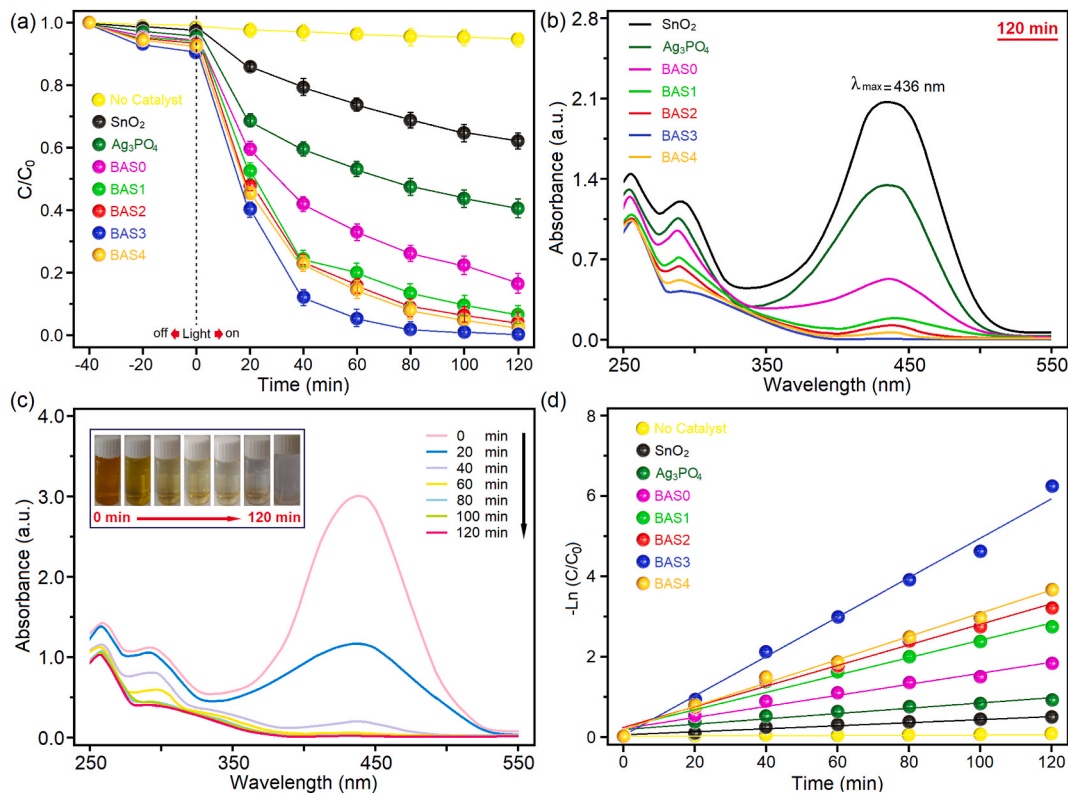 (a)
1.0
0.8
0.6
0.4
0.2
0.0
C/C₀
No Catalyst
SnO₂
Ag₃PO₄
BAS0
BAS1
BAS2
BAS3
BAS4
off Light on
-40 -20 0 20 40 60 80 100 120
Time (min)
(b)
2.8
2.1
1.4
0.7
0.0
Absorbance (a.u.)
SnO₂
Ag₃PO₄
BAS0
BAS1
BAS2
BAS3
BAS4
120 min
λmax = 436 nm
250 350 450 550
Wavelength (nm)
(c)
4.0
3.0
2.0
1.0
0.0
Absorbance (a.u.)
0 min 120 min
0 min
20 min
40 min
60 min
80 min
100 min
120 min
250 350 450 550
Wavelength (nm)
(d)
8
6
4
2
0
-Ln (C/C₀)
No Catalyst
SnO₂
Ag₃PO₄
BAS0
BAS1
BAS2
BAS3
BAS4
0 20 40 60 80 100 120
Time (min)